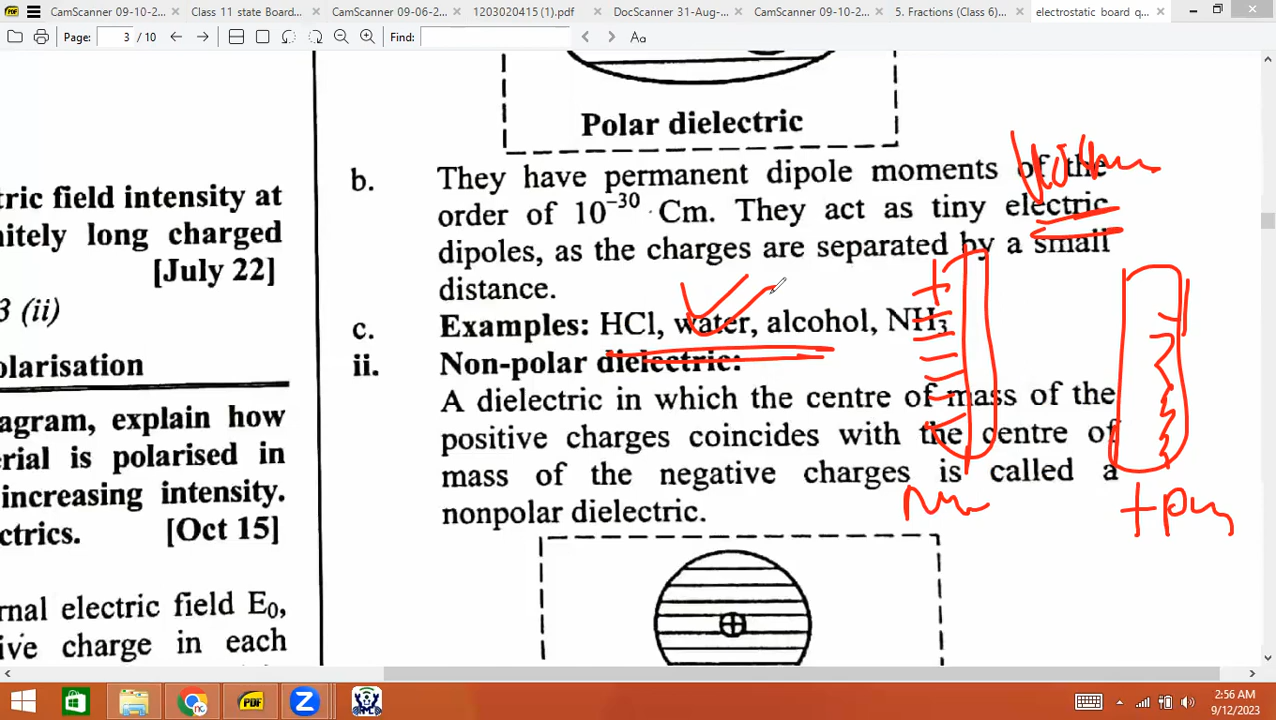 CamScanner 09-10-2...
Class 11 state Board...
CamScanner 09-06-2...
1203020415 (1).pdf
DocScanner 31-Aug-...
CamScanner 09-10-2...
5. Fractions (Class 6)...
electrostatic board q...
Page: 3 / 10
Find:
Aa
Polar dielectric
b. They have permanent dipole moments of the
order of 10⁻³⁰ Cm. They act as tiny electric
dipoles, as the charges are separated by a small
distance.
c. Examples: HCl, water, alcohol, NH₃
ii. Non-polar dielectric:
A dielectric in which the centre of mass of the
positive charges coincides with the centre of
mass of the negative charges is called a
nonpolar dielectric.
tric field intensity at
nitely long charged
[July 22]
3 (ii)
olarisation
agram, explain how
erial is polarised in
increasing intensity.
ctrics. [Oct 15]
rnal electric field E₀,
ive charge in each
2:56 AM
9/12/2023